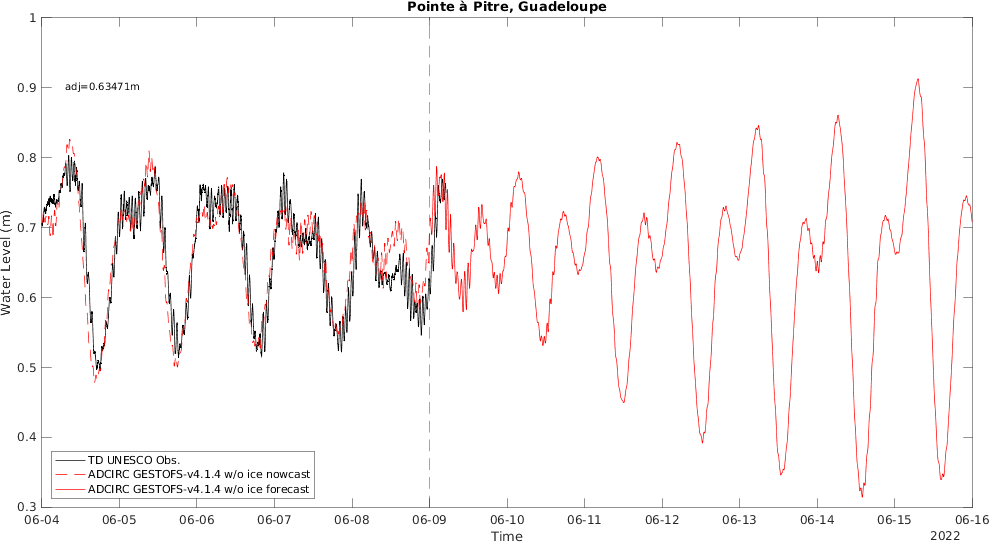 Pointe à Pitre, Guadeloupe
1
0.9
0.8
0.7
0.6
0.5
0.4
0.3
Water Level (m)
adj=0.63471m
TD UNESCO Obs.
ADCIRC GESTOFS-v4.1.4 w/o ice nowcast
ADCIRC GESTOFS-v4.1.4 w/o ice forecast
06-04 06-05 06-06 06-07 06-08 06-09 06-10 06-11 06-12 06-13 06-14 06-15 06-16
Time
2022